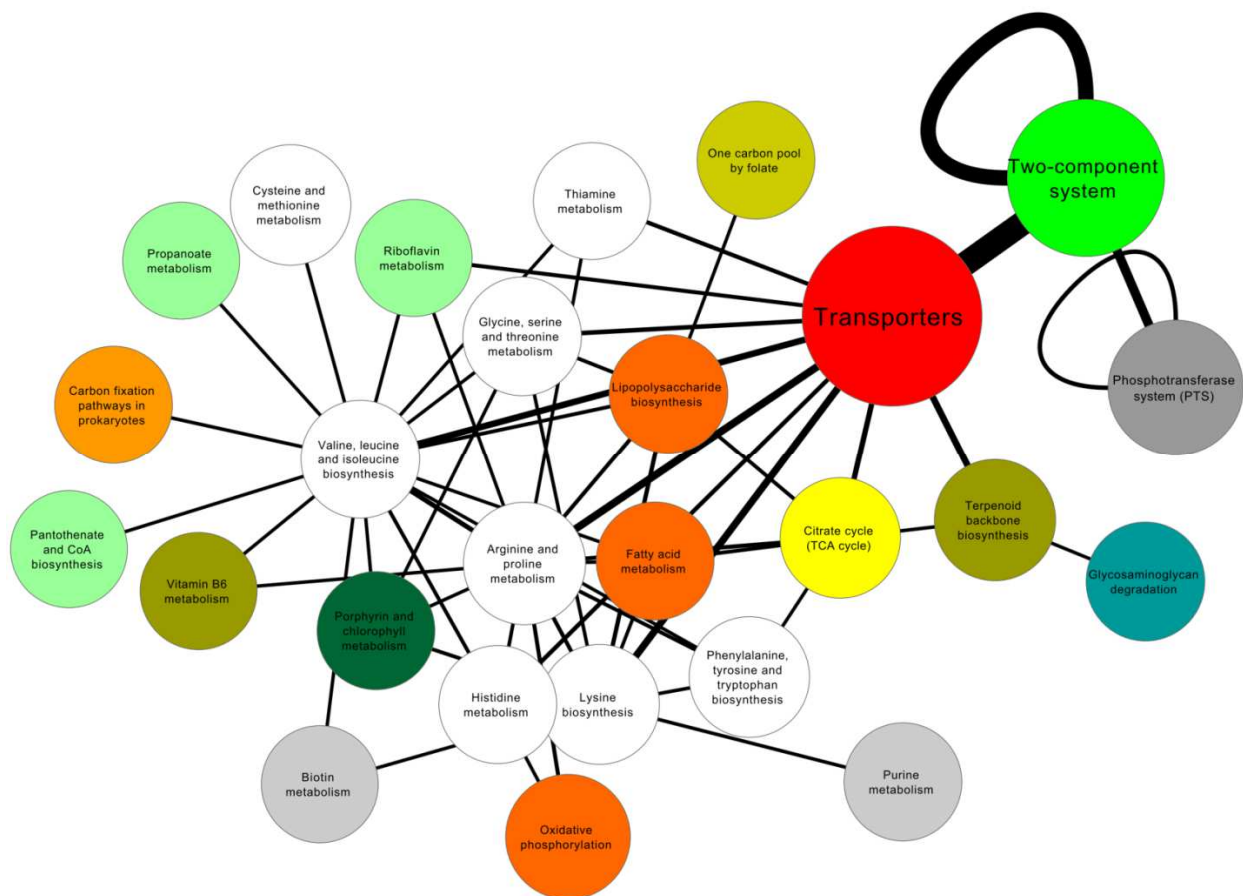 One carbon pool
by folate
Two-component
system
Cysteine and
methionine
metabolism
Thiamine
metabolism
Propanoate
metabolism
Riboflavin
metabolism
Glycine, serine
and threonine
metabolism
Transporters
Phosphotransferase
system (PTS)
Carbon fixation
pathways in
prokaryotes
Lipopolysaccharide
biosynthesis
Valine, leucine
and isoleucine
biosynthesis
Pantothenate
and CoA
biosynthesis
Vitamin B6
metabolism
Arginine and
proline
metabolism
Fatty acid
metabolism
Citrate cycle
(TCA cycle)
Terpenoid
backbone
biosynthesis
Glycosaminoglycan
degradation
Porphyrin and
chlorophyll
metabolism
Phenylalanine,
tyrosine and
tryptophan
biosynthesis
Histidine
metabolism
Lysine
biosynthesis
Biotin
metabolism
Purine
metabolism
Oxidative
phosphorylation